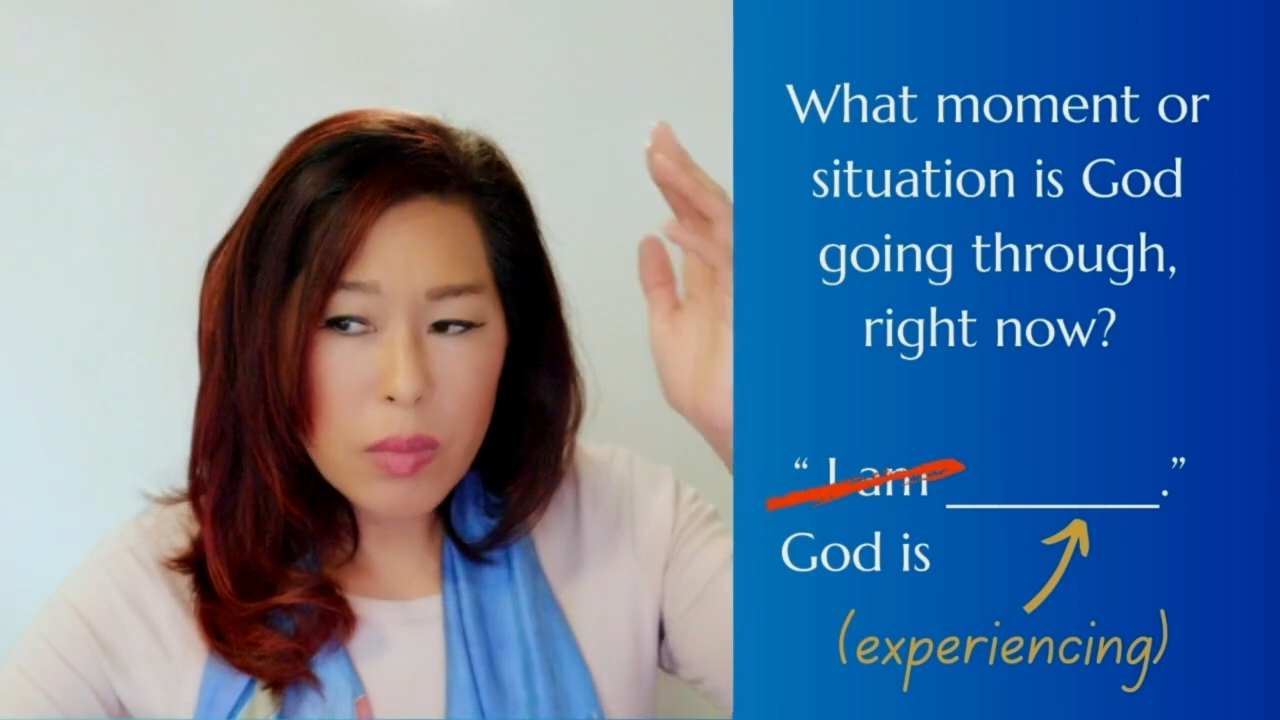 What moment or
situation is God
going through,
right now?
“ I am ________.”
God is
(experiencing)